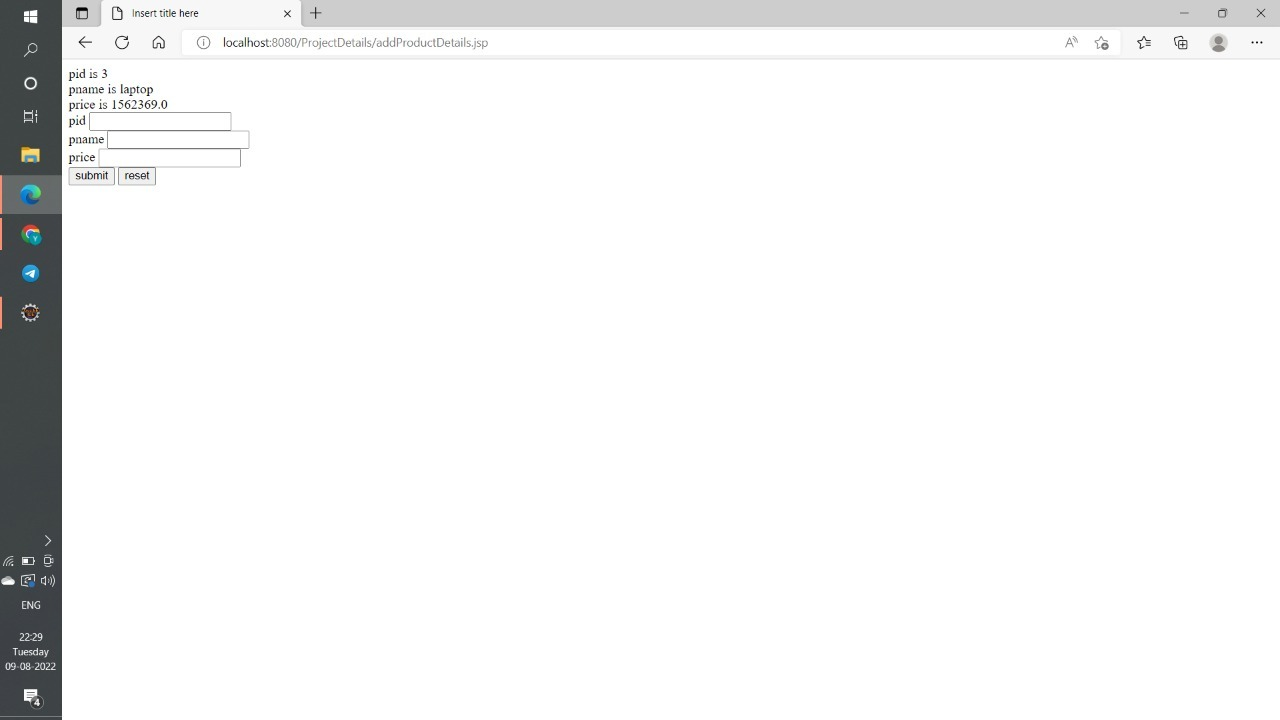 Insert title here
localhost:8080/ProjectDetails/addProductDetails.jsp
pid is 3
pname is laptop
price is 1562369.0
pid
pname
price
submit reset
ENG
22:29
Tuesday
09-08-2022
4